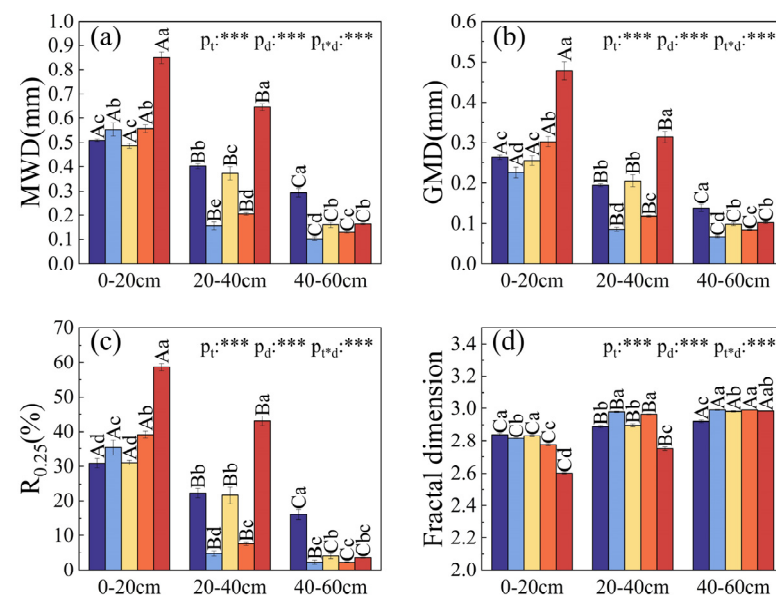 (a)
pt:*** pd:*** pt*d:***
MWD(mm)
1.0
0.9
0.8
0.7
0.6
0.5
0.4
0.3
0.2
0.1
0.0
Ac Ab Ac Ab Aa
Bb Be Bc Bd Ba
Ca Cd Cb Cc Cb
0-20cm 20-40cm 40-60cm
(b)
pt:*** pd:*** pt*d:***
GMD(mm)
0.6
0.5
0.4
0.3
0.2
0.1
0.0
Ac Ad Ac Ab Aa
Bb Bd Bb Bc Ba
Ca Cd Cb Cc Cb
0-20cm 20-40cm 40-60cm
(c)
pt:*** pd:*** pt*d:***
R0.25(%)
70
60
50
40
30
20
10
0
Ad Ac Ad Ab Aa
Bb Bd Bb Bc Ba
Ca Bc Cb Cc Cbc
0-20cm 20-40cm 40-60cm
(d)
pt:*** pd:*** pt*d:***
Fractal dimension
3.4
3.2
3.0
2.8
2.6
2.4
2.2
2.0
Ca Cb Ca Cc Cd
Bb Ba Bb Ba Bc
Ac Aa Ab Aa Aab
0-20cm 20-40cm 40-60cm